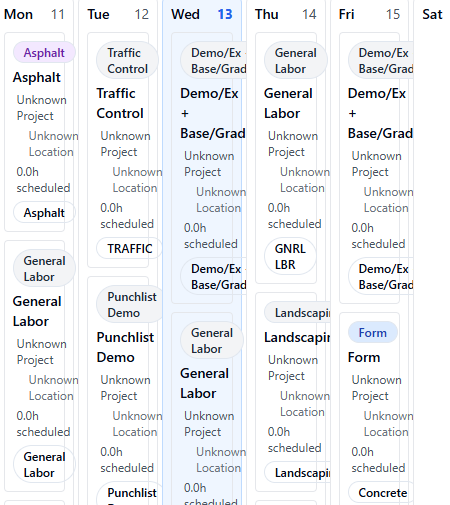 Mon 11
Asphalt
Asphalt
Unknown
Project
Unknown
Location
0.0h
scheduled
Asphalt
General
Labor
General
Labor
Unknown
Project
Unknown
Location
0.0h
scheduled
General
Labor
Tue 12
Traffic
Control
Traffic
Control
Unknown
Project
Unknown
Location
0.0h
scheduled
TRAFFIC
Punchlist
Demo
Punchlist
Demo
Unknown
Project
Unknown
Location
0.0h
scheduled
Punchlist
Wed 13
Demo/Ex
Base/Grad
Demo/Ex
+
Base/Grad
Unknown
Project
Unknown
Location
0.0h
scheduled
Demo/Ex
Base/Grad
General
Labor
General
Labor
Unknown
Project
Unknown
Location
0.0h
scheduled
Thu 14
General
Labor
General
Labor
Unknown
Project
Unknown
Location
0.0h
scheduled
GNRL
LBR
Landscapi
Landscapi
Unknown
Project
Unknown
Location
0.0h
scheduled
Landscapi
Fri 15
Demo/Ex
Base/Grad
Demo/Ex
+
Base/Grad
Unknown
Project
Unknown
Location
0.0h
scheduled
Demo/Ex
Base/Grad
Form
Form
Unknown
Project
Unknown
Location
0.0h
scheduled
Concrete
Sat